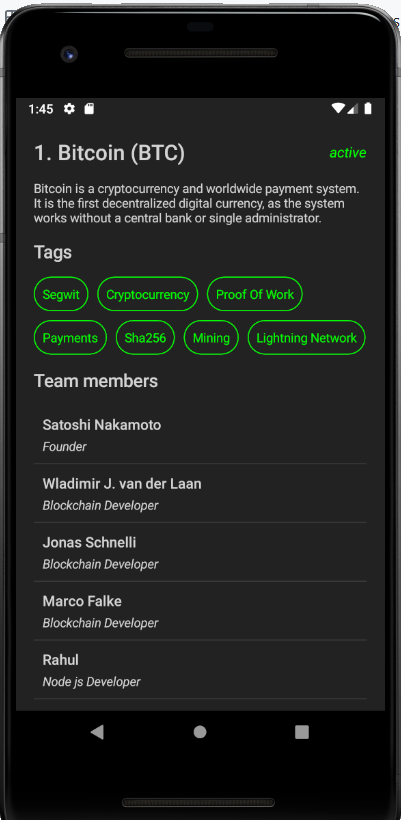 1:45
1. Bitcoin (BTC)
active
Bitcoin is a cryptocurrency and worldwide payment system.
It is the first decentralized digital currency, as the system
works without a central bank or single administrator.
Tags
Segwit Cryptocurrency Proof Of Work
Payments Sha256 Mining Lightning Network
Team members
Satoshi Nakamoto
Founder
Wladimir J. van der Laan
Blockchain Developer
Jonas Schnelli
Blockchain Developer
Marco Falke
Blockchain Developer
Rahul
Node js Developer